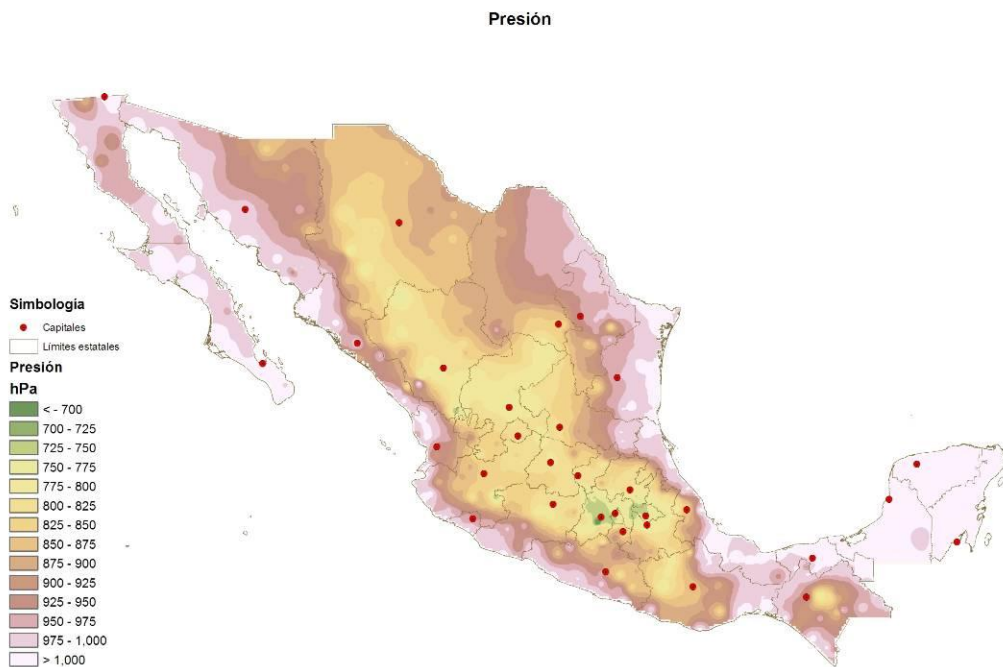 Presión
Simbología
Capitales
Límites estatales
Presión
hPa
< - 700
700 - 725
725 - 750
750 - 775
775 - 800
800 - 825
825 - 850
850 - 875
875 - 900
900 - 925
925 - 950
950 - 975
975 - 1,000
> 1,000